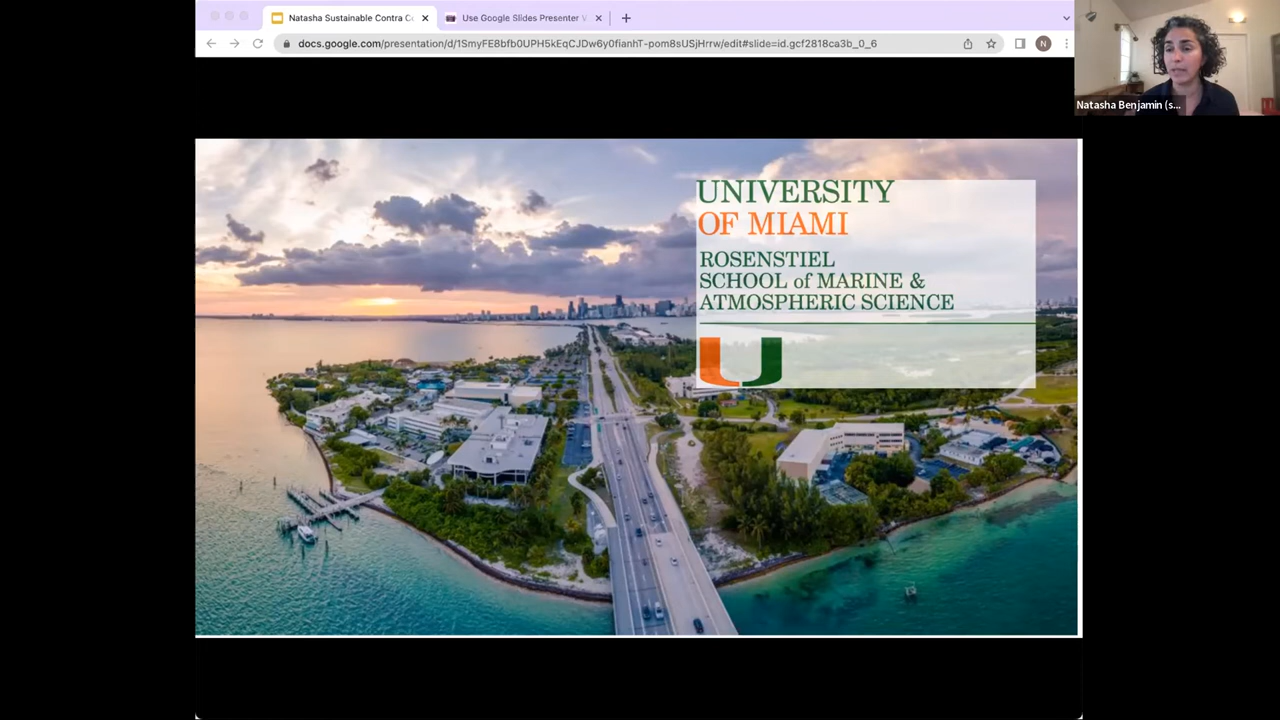 Natasha Sustainable Contra C
Use Google Slides Presenter V
docs.google.com/presentation/d/1SmyFE8bfb0UPH5kEqCJDw6y0fianhT-pom8sUSjHrrw/edit#slide=id.gcf2818ca3b_0_6
N
Natasha Benjamin (s...
UNIVERSITY
OF MIAMI
ROSENSTIEL
SCHOOL of MARINE &
ATMOSPHERIC SCIENCE
U